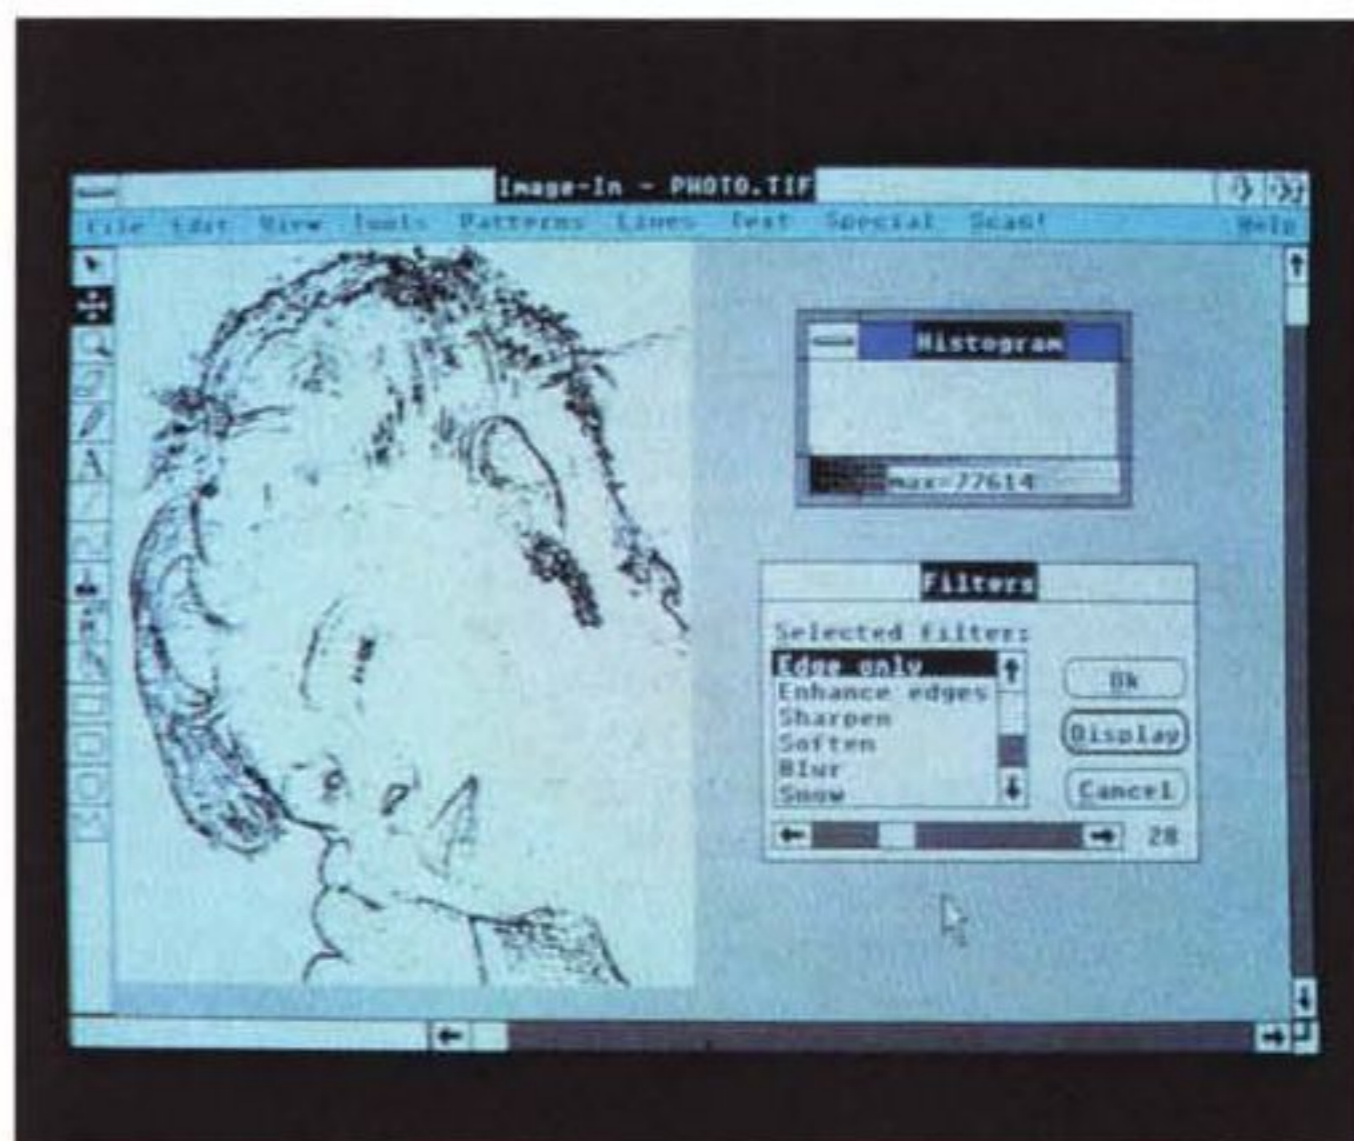 Image-In - PHOTO.TIF
File Edit View Tools Patterns Lines Text Special Scan! Help
A
Histogram
max=77614
Filters
Selected filter:
Edge only
Enhance edges
Sharpen
Soften
Blur
Snow
28
Ok
Display
Cancel